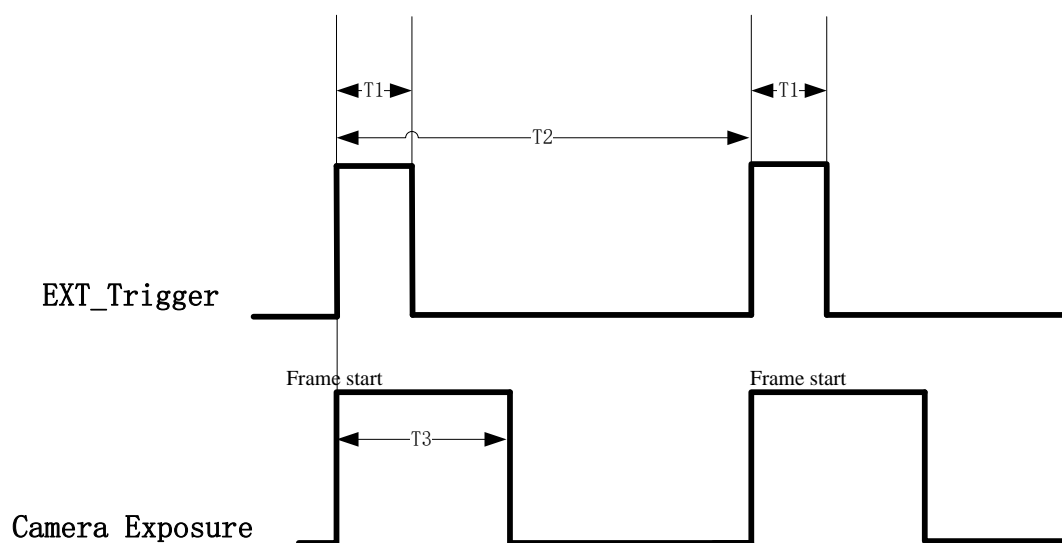 T1 T1
T2
EXT_Trigger
Frame start Frame start
T3
Camera Exposure